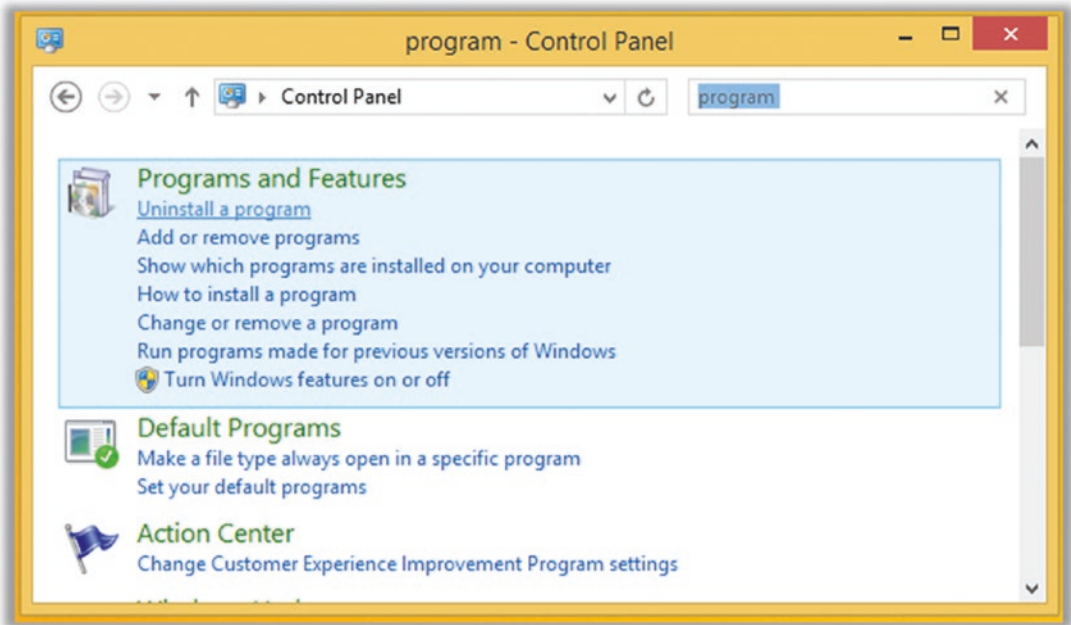 program - Control Panel
Control Panel
program
Programs and Features
Uninstall a program
Add or remove programs
Show which programs are installed on your computer
How to install a program
Change or remove a program
Run programs made for previous versions of Windows
Turn Windows features on or off
Default Programs
Make a file type always open in a specific program
Set your default programs
Action Center
Change Customer Experience Improvement Program settings